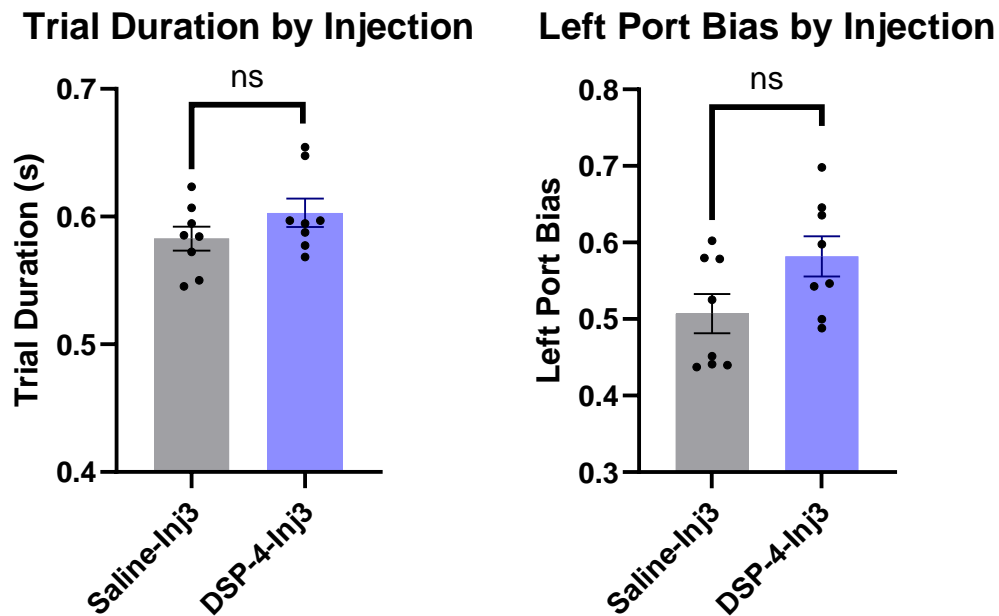 Trial Duration by Injection
ns
Trial Duration (s)
0.7
0.6
0.5
0.4
Saline-Inj3
DSP-4-Inj3
Left Port Bias by Injection
ns
Left Port Bias
0.8
0.7
0.6
0.5
0.4
0.3
Saline-Inj3
DSP-4-Inj3